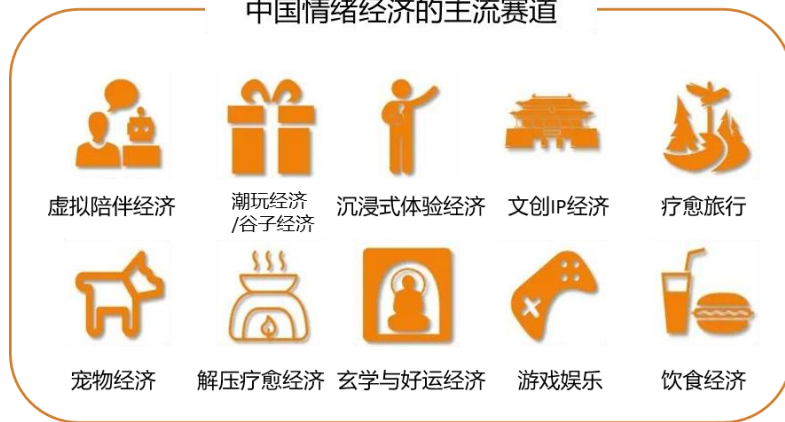 中国情绪经济的主流赛道
虚拟陪伴经济
潮玩经济
/谷子经济
沉浸式体验经济
文创IP经济
疗愈旅行
宠物经济
解压疗愈经济
玄学与好运经济
游戏娱乐
饮食经济